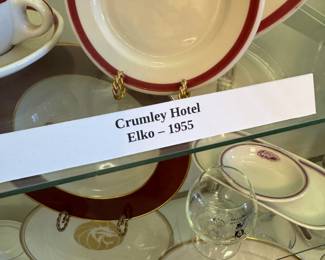 Crumley Hotel
Elko – 1955